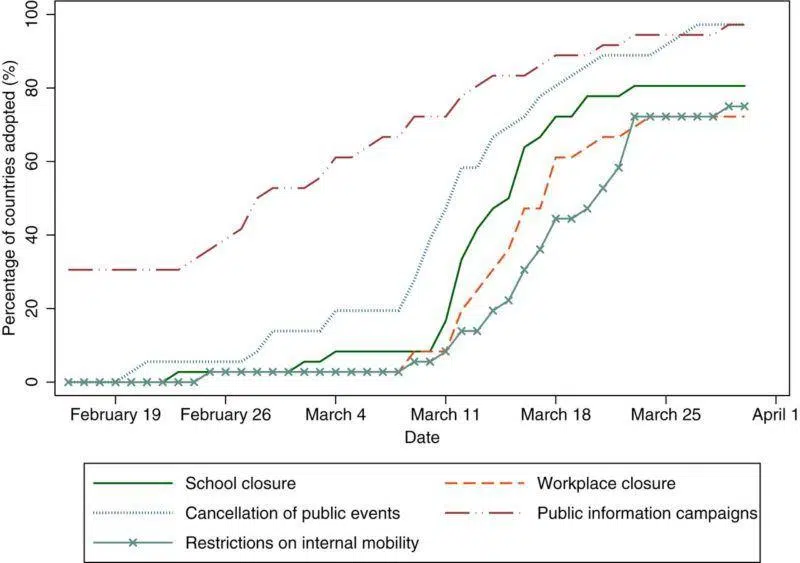 100
80
60
40
20
0
Percentage of countries adopted (%)
February 19 February 26 March 4 March 11 March 18 March 25 April 1
Date
School closure Workplace closure
Cancellation of public events Public information campaigns
Restrictions on internal mobility